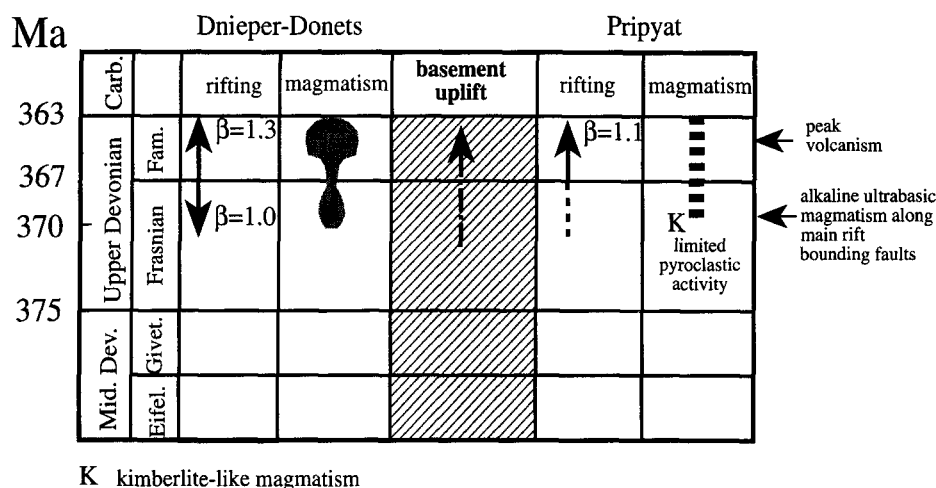 Dnieper-Donets
Pripyat
Ma
Carb.
rifting
magmatism
basement
uplift
rifting
magmatism
363
β=1.3
β=1.1
peak
volcanism
Fam.
367
Upper Devonian
370
β=1.0
K
limited
pyroclastic
activity
alkaline ultrabasic
magmatism along
main rift
bounding faults
Frasnian
375
Mid. Dev.
Givet.
Eifel.
K kimberlite-like magmatism